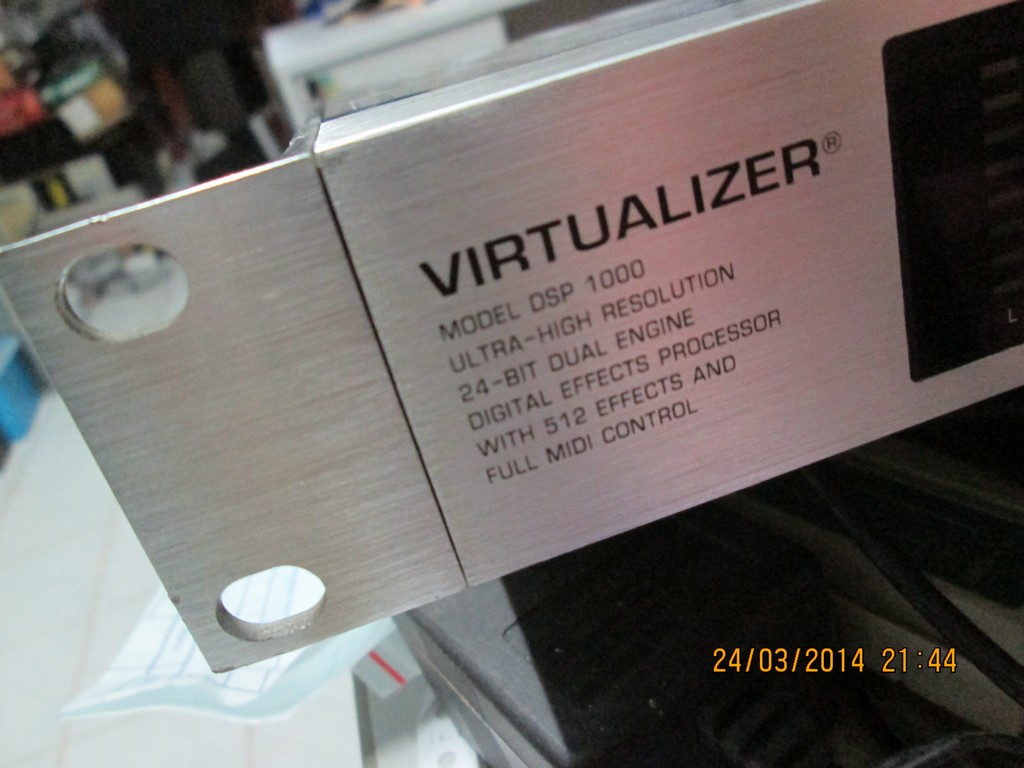 VIRTUALIZER®
MODEL DSP 1000
ULTRA-HIGH RESOLUTION
24-BIT DUAL ENGINE
DIGITAL EFFECTS PROCESSOR
WITH 512 EFFECTS AND
FULL MIDI CONTROL
L
24/03/2014 21:44